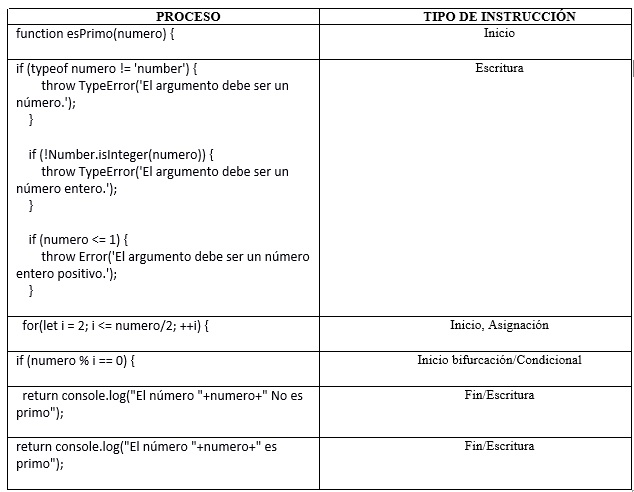 PROCESO TIPO DE INSTRUCCIÓN
function esPrimo(numero) { Inicio
if (typeof numero != 'number') { Escritura
throw TypeError('El argumento debe ser un
número.');
}
if (!Number.isInteger(numero)) {
throw TypeError('El argumento debe ser un
número entero.');
}
if (numero <= 1) {
throw Error('El argumento debe ser un número
entero positivo.');
}
for(let i = 2; i <= numero/2; ++i) { Inicio, Asignación
if (numero % i == 0) { Inicio bifurcación/Condicional
return console.log("El número "+numero+" No es Fin/Escritura
primo");
return console.log("El número "+numero+" es Fin/Escritura
primo");